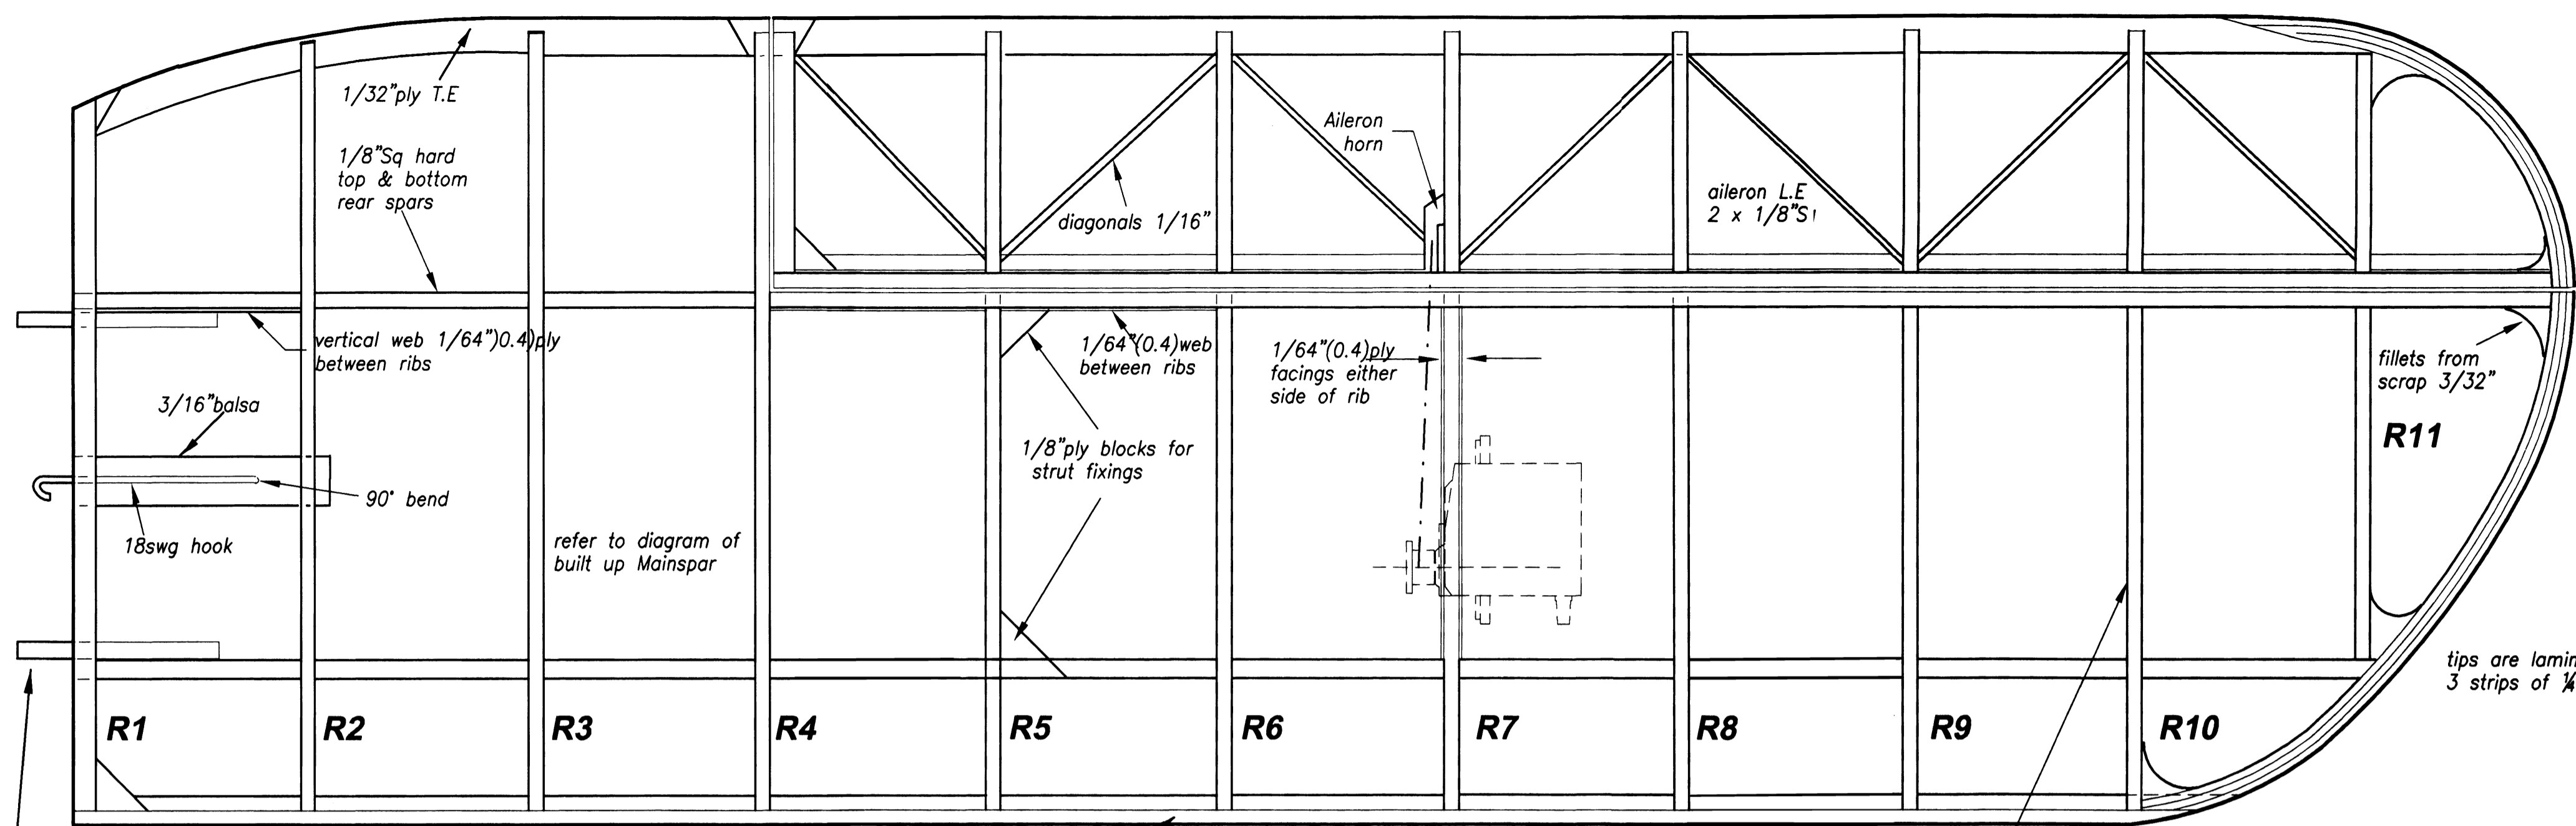 1/32"ply T.E
1/8"Sq hard
top & bottom
rear spars
vertical web 1/64")0.4)ply
between ribs
3/16"balsa
90° bend
18swg hook
refer to diagram of
built up Mainspar
diagonals 1/16"
Aileron
horn
aileron L.E
2 x 1/8"S
1/64"(0.4)web
between ribs
1/64"(0.4)ply
facings either
side of rib
1/8"ply blocks for
strut fixings
fillets from
scrap 3/32"
R11
tips are lamin
3 strips of ¼
R1
R2
R3
R4
R5
R6
R7
R8
R9
R10